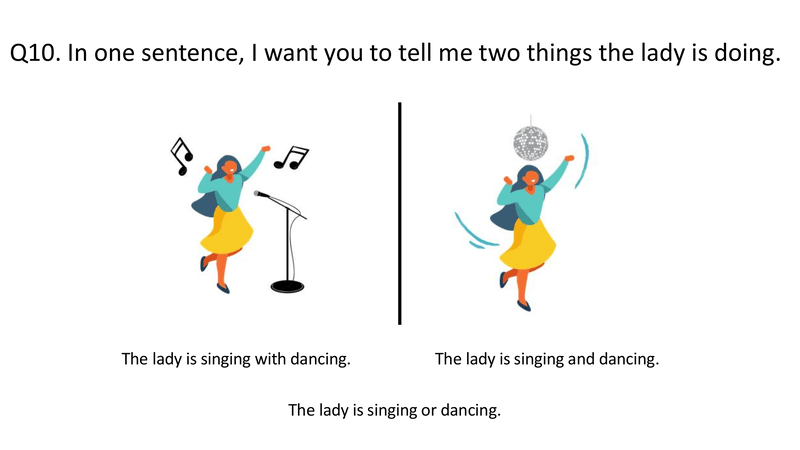 Q10. In one sentence, I want you to tell me two things the lady is doing.
The lady is singing with dancing.
The lady is singing and dancing.
The lady is singing or dancing.